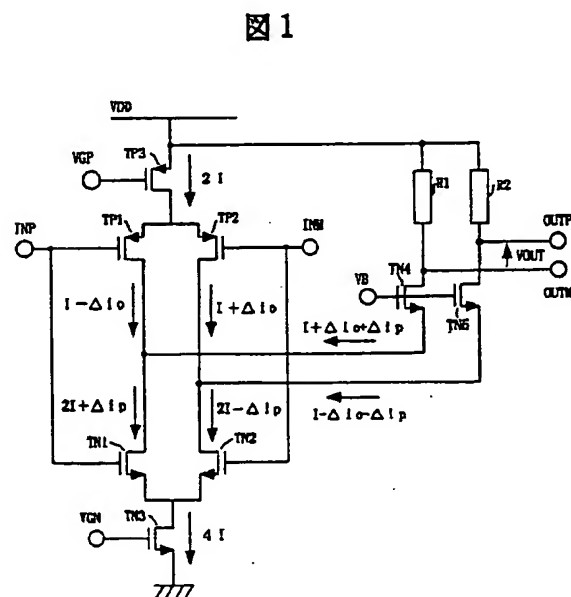 図1
VDD
VGP
TP3
2I
R1
R2
INP
TP1
TP2
INM
OUTP
VOUT
OUTM
VB
TN4
TN5
I-Δio
I+Δio
I+Δio+Δip
2I+Δip
2I-Δip
I-Δio-Δip
TN1
TN2
VGN
TN3
4I